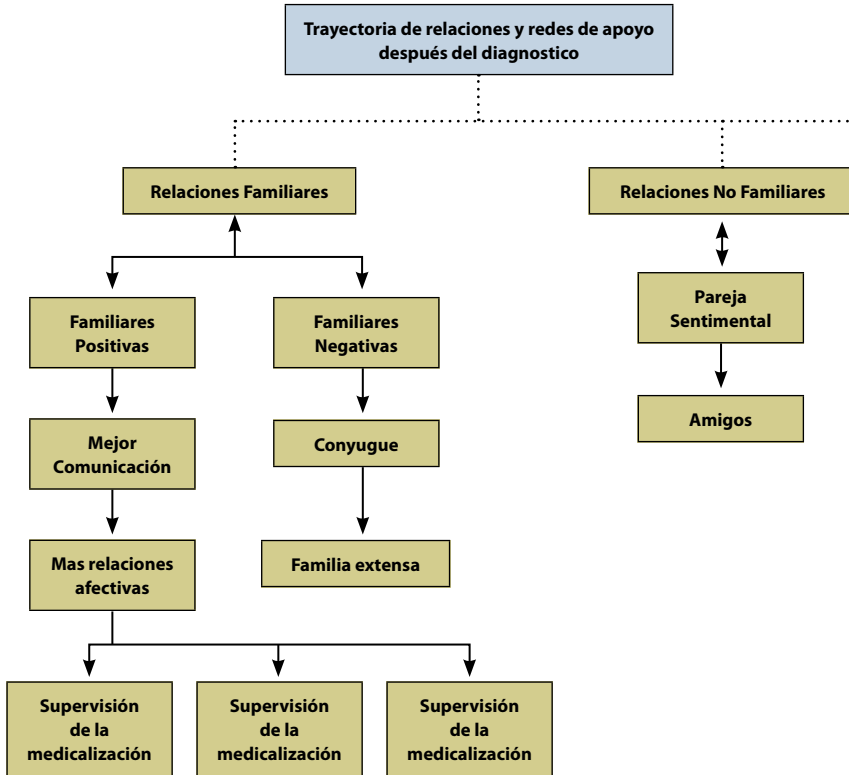 Trayectoria de relaciones y redes de apoyo
después del diagnostico
Relaciones Familiares
Relaciones No Familiares
Familiares
Positivas
Familiares
Negativas
Pareja
Sentimental
Mejor
Comunicación
Conyugue
Amigos
Mas relaciones
afectivas
Familia extensa
Supervisión
de la
medicalización
Supervisión
de la
medicalización
Supervisión
de la
medicalización